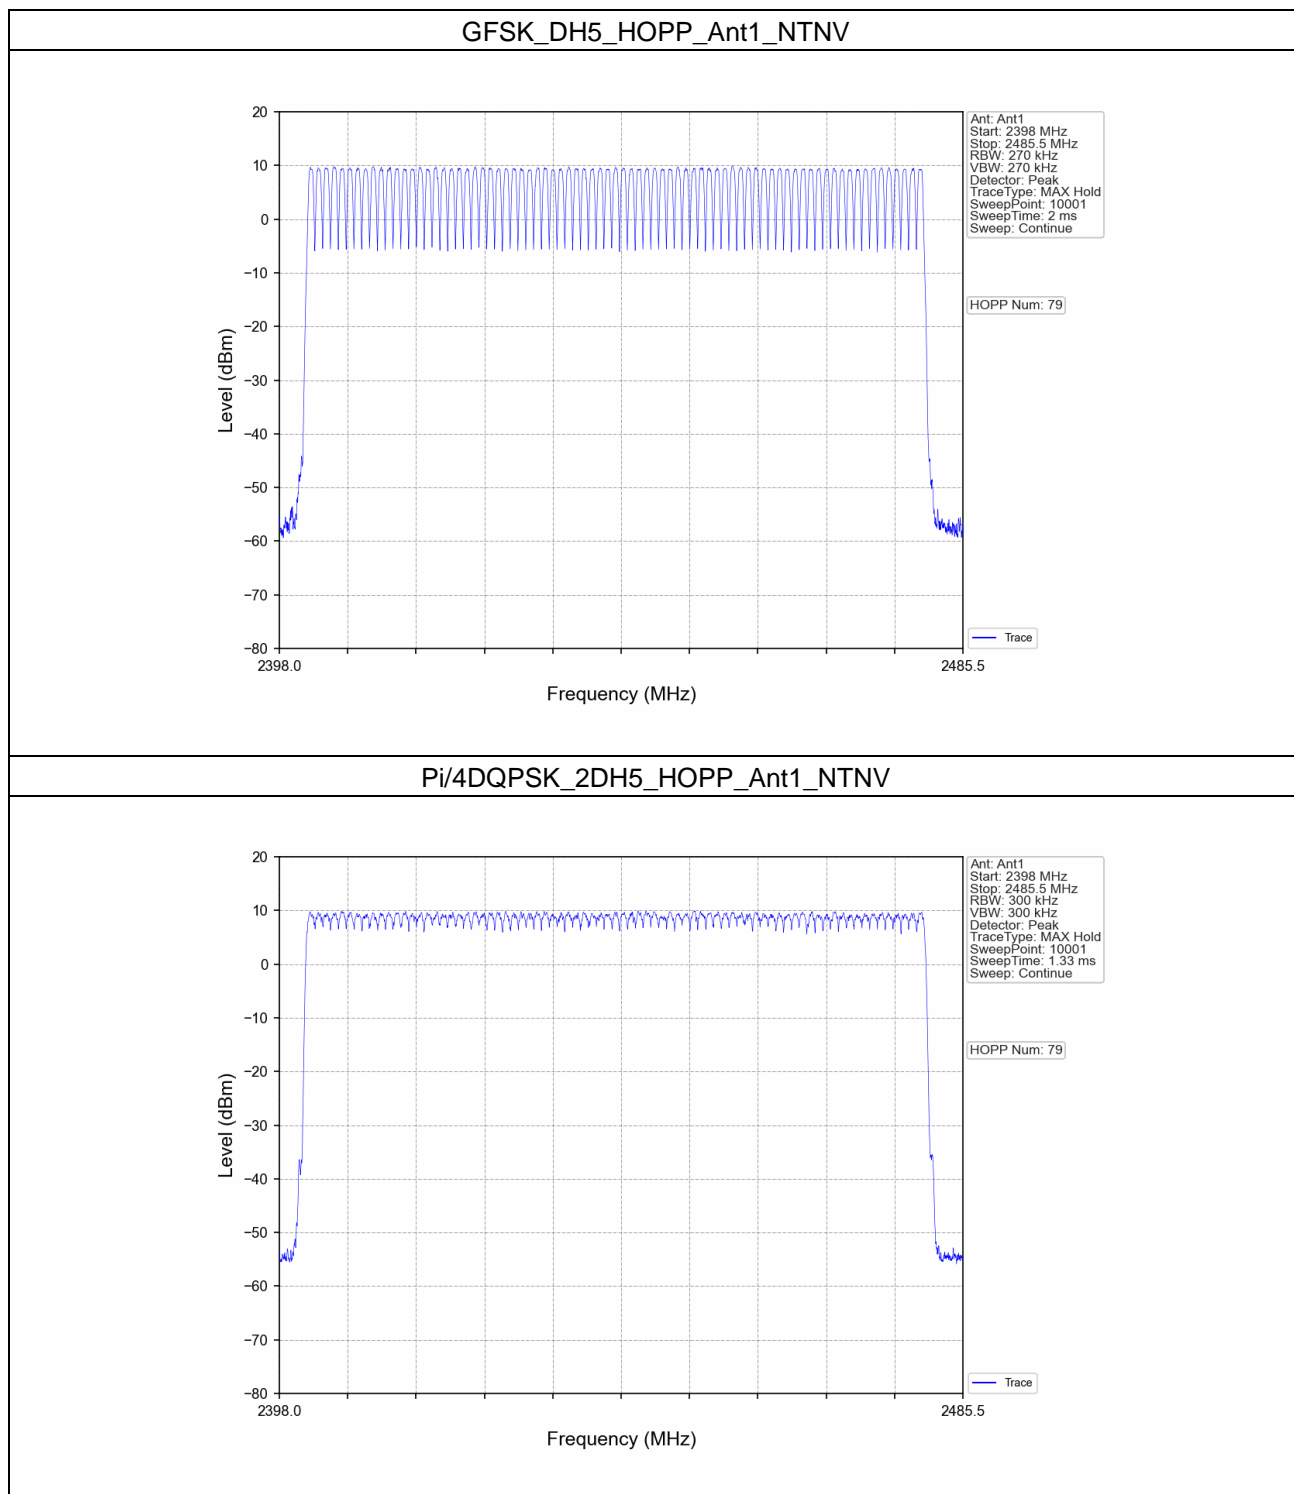 GFSK_DH5_HOPP_Ant1_NTNV
20
10
0
−10
−20
−30
−40
−50
−60
−70
−80
Level (dBm)
2398.0
2485.5
Frequency (MHz)
Ant: Ant1
Start: 2398 MHz
Stop: 2485.5 MHz
RBW: 270 kHz
VBW: 270 kHz
Detector: Peak
TraceType: MAX Hold
SweepPoint: 10001
SweepTime: 2 ms
Sweep: Continue
HOPP Num: 79
Trace
Pi/4DQPSK_2DH5_HOPP_Ant1_NTNV
20
10
0
−10
−20
−30
−40
−50
−60
−70
−80
Level (dBm)
2398.0
2485.5
Frequency (MHz)
Ant: Ant1
Start: 2398 MHz
Stop: 2485.5 MHz
RBW: 300 kHz
VBW: 300 kHz
Detector: Peak
TraceType: MAX Hold
SweepPoint: 10001
SweepTime: 1.33 ms
Sweep: Continue
HOPP Num: 79
Trace